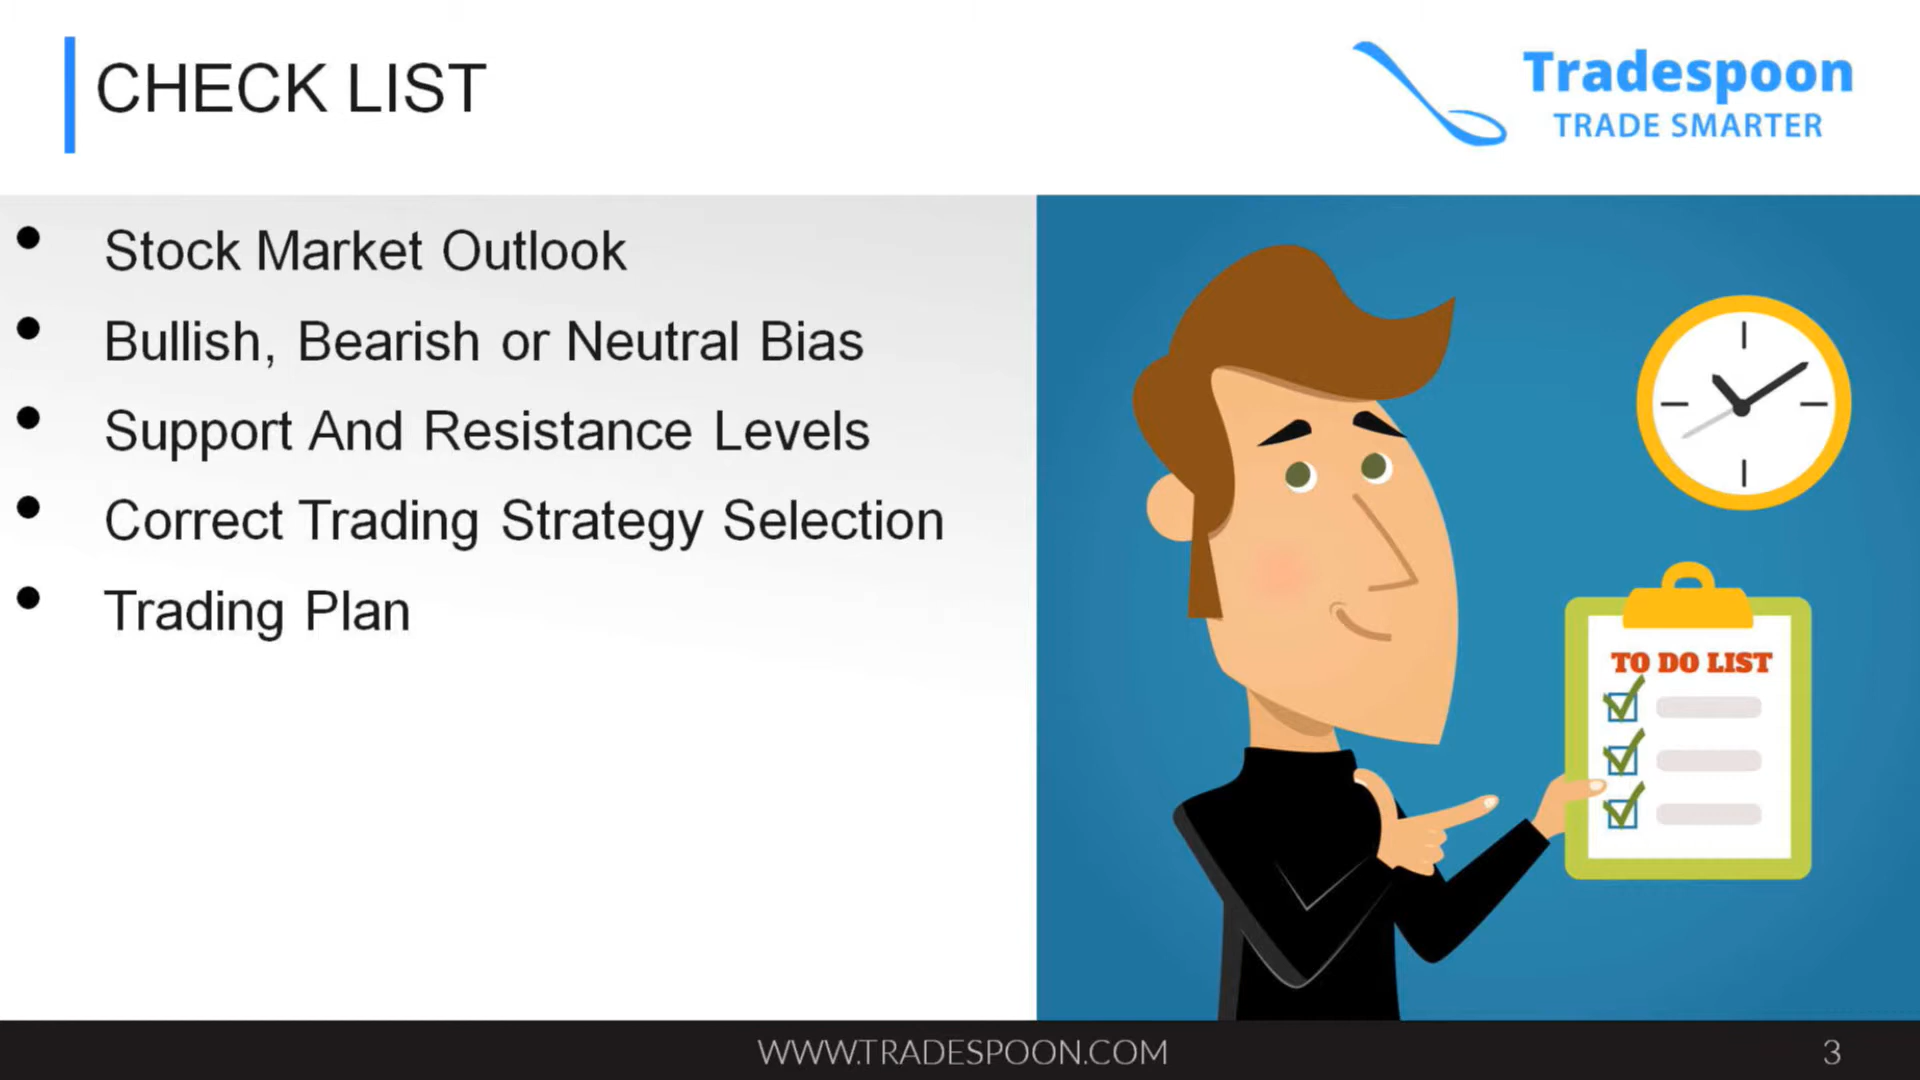 CHECK LIST
Tradespoon
TRADE SMARTER
• Stock Market Outlook
• Bullish, Bearish or Neutral Bias
• Support And Resistance Levels
• Correct Trading Strategy Selection
• Trading Plan
TO DO LIST
WWW.TRADESPOON.COM
3